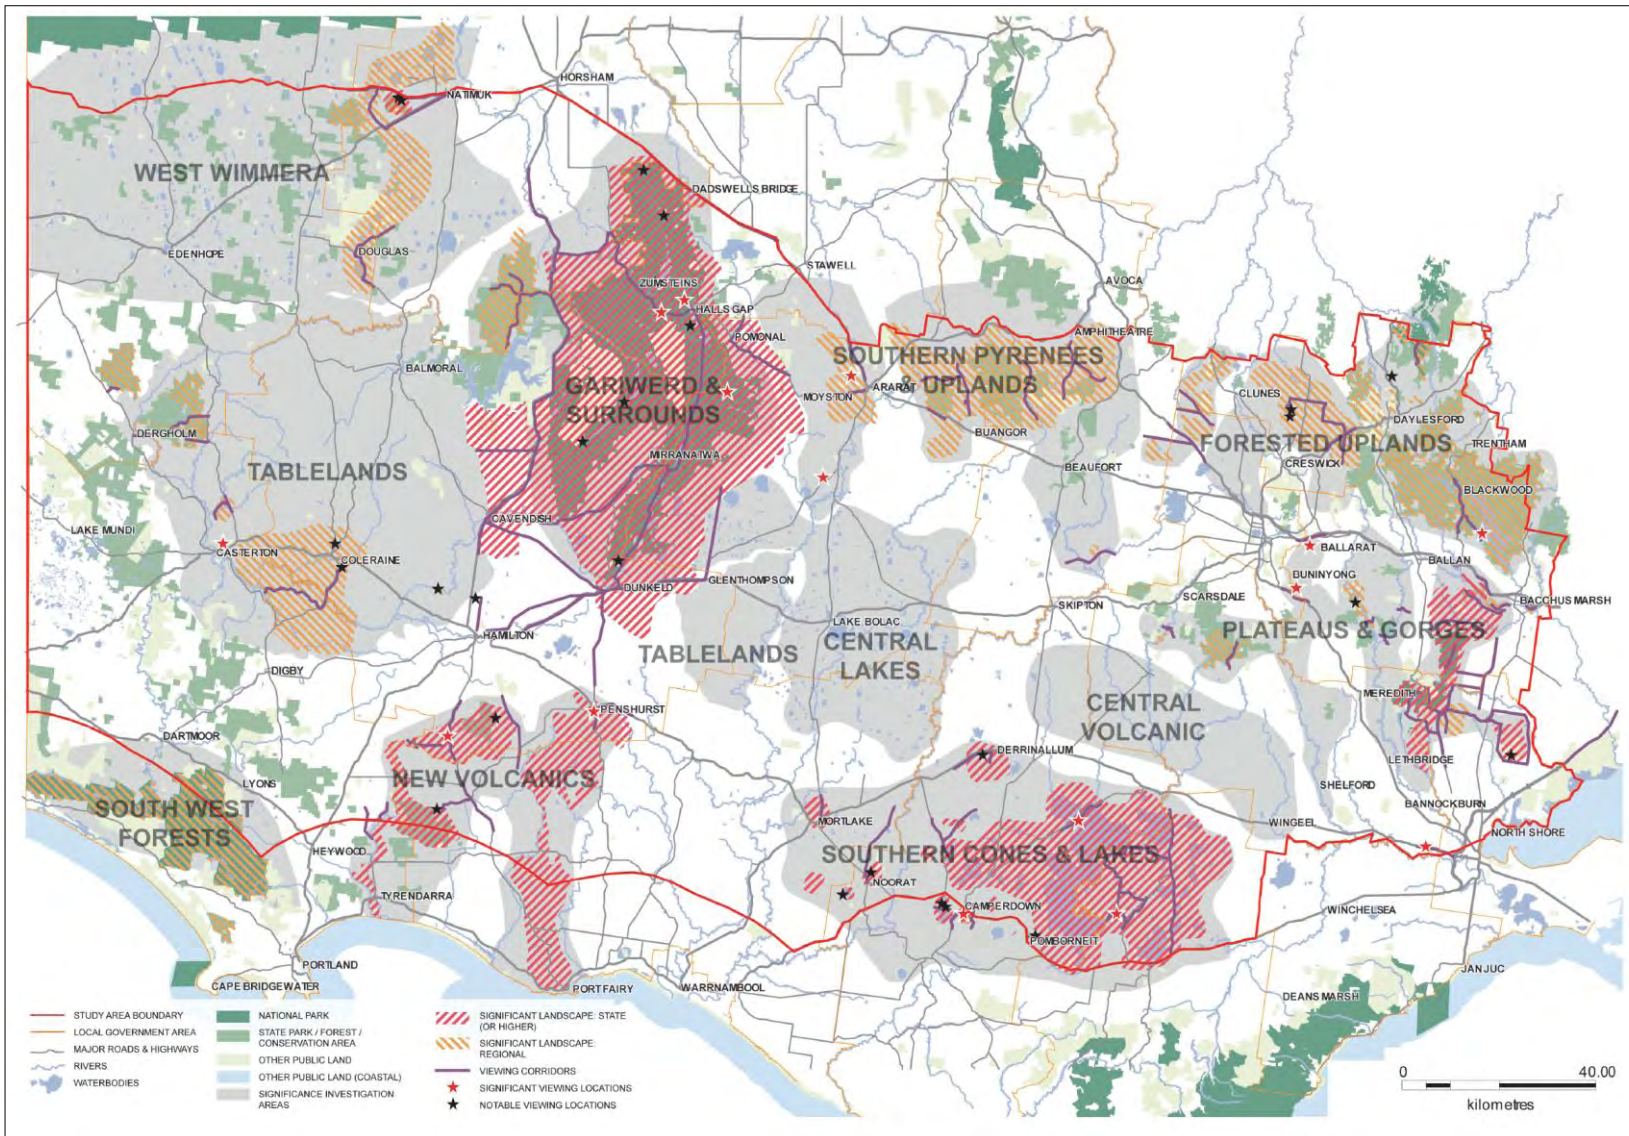 HORSHAM
NATIMUK
WEST WIMMERA
DADSWELLS BRIDGE
EDENHOPE
DOUGLAS
STAWELL
ZUMSTEINS
AVOCA
HALLS GAP
POMONAL
AMPHITHEATRE
BALMORAL
SOUTHERN PYRENEES
& UPLANDS
GARIWERD &
SURROUNDS
MOYSTON
ARARAT
CLUNES
DAYLESFORD
DERGHOLM
BUANGOR
FORESTED UPLANDS
TRENTHAM
TABLELANDS
MIRRANATWA
BEAUFORT
CRESWICK
BLACKWOOD
LAKE MUNDI
CAVENDISH
CASTERTON
COLERAINE
BALLARAT
BALLAN
BUNINYONG
DUNKELD
GLENTHOMPSON
SCARSDALE
BACCHUS MARSH
SKIPTON
HAMILTON
LAKE BOLAC
PLATEAUS & GORGES
TABLELANDS
CENTRAL
LAKES
DIGBY
MEREDITH
CENTRAL
VOLCANIC
PENSHURST
DARTMOOR
DERRINALLUM
LETHBRIDGE
LYONS
NEW VOLCANICS
SHELFORD
BANNOCKBURN
SOUTH WEST
FORESTS
MORTLAKE
WINGEEL
NORTH SHORE
HEYWOOD
SOUTHERN CONES & LAKES
NOORAT
TYRENDARRA
CAMPERDOWN
WINCHELSEA
POMBORNEIT
PORTLAND
JAN JUC
CAPE BRIDGEWATER
PORT FAIRY
WARRNAMBOOL
DEANS MARSH
STUDY AREA BOUNDARY
LOCAL GOVERNMENT AREA
MAJOR ROADS & HIGHWAYS
RIVERS
WATERBODIES
NATIONAL PARK
STATE PARK / FOREST /
CONSERVATION AREA
OTHER PUBLIC LAND
OTHER PUBLIC LAND (COASTAL)
SIGNIFICANCE INVESTIGATION
AREAS
SIGNIFICANT LANDSCAPE: STATE
(OR HIGHER)
SIGNIFICANT LANDSCAPE:
REGIONAL
VIEWING CORRIDORS
SIGNIFICANT VIEWING LOCATIONS
NOTABLE VIEWING LOCATIONS
0 40.00
kilometres